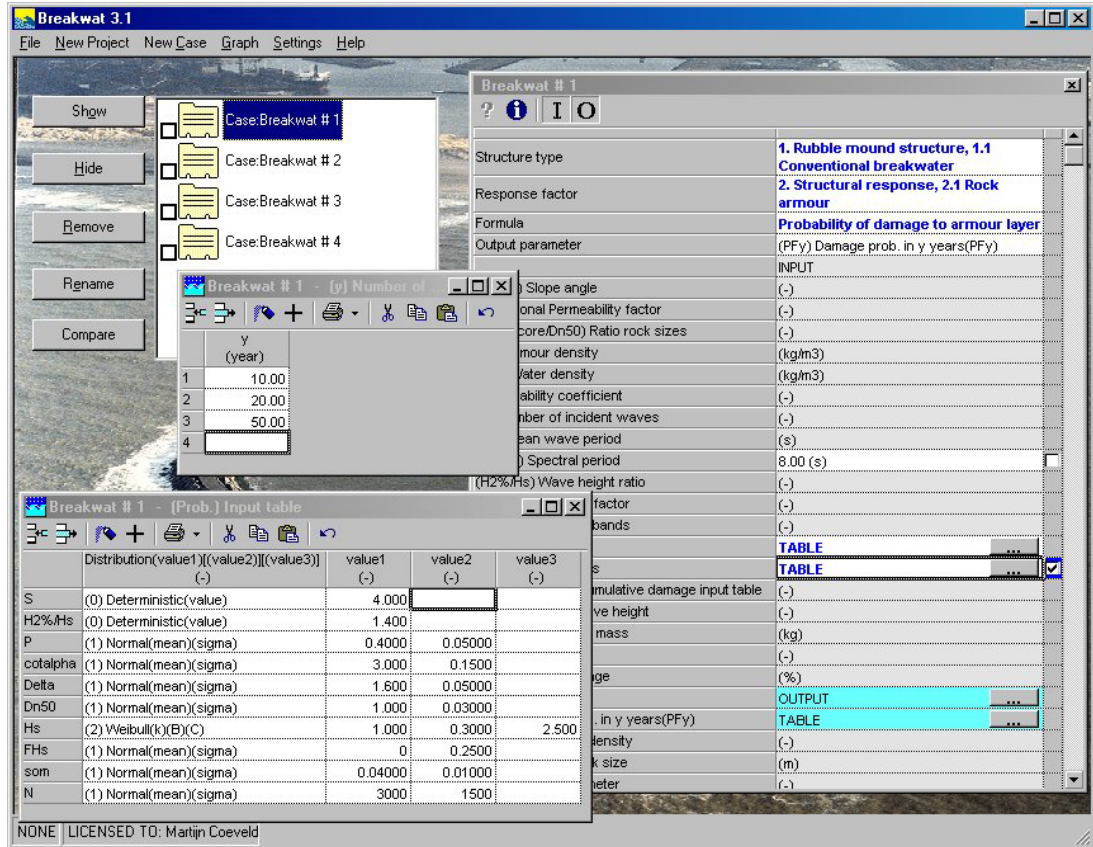 Breakwat 3.1
File New Project New Case Graph Settings Help
Show
Hide
Remove
Rename
Compare
Case:Breakwat # 1
Case:Breakwat # 2
Case:Breakwat # 3
Case:Breakwat # 4
Breakwat # 1
? i I O
Structure type 1. Rubble mound structure, 1.1
Conventional breakwater
Response factor 2. Structural response, 2.1 Rock
armour
Formula Probability of damage to armour layer
Output parameter (PFy) Damage prob. in y years(PFy)
INPUT
) Slope angle (-)
onal Permeability factor (-)
core/Dn50) Ratio rock sizes (-)
mour density (kg/m3)
ater density (kg/m3)
ability coefficient (-)
ber of incident waves (-)
ean wave period (s)
) Spectral period 8.00 (s)
(H2%/Hs) Wave height ratio (-)
factor (-)
bands (-)
TABLE ...
s TABLE ...
mulative damage input table (-)
ve height (-)
mass (kg)
(-)
ge (%)
OUTPUT ...
. in y years(PFy) TABLE ...
density (-)
k size (m)
meter (-)
Breakwat # 1 - (y) Number of ...
y
(year)
1 10.00
2 20.00
3 50.00
4
Breakwat # 1 - (Prob.) Input table
Distribution(value1)[(value2)][(value3)] value1 value2 value3
(-) (-) (-) (-)
S (0) Deterministic(value) 4.000
H2%/Hs (0) Deterministic(value) 1.400
P (1) Normal(mean)(sigma) 0.4000 0.05000
cotalpha (1) Normal(mean)(sigma) 3.000 0.1500
Delta (1) Normal(mean)(sigma) 1.600 0.05000
Dn50 (1) Normal(mean)(sigma) 1.000 0.03000
Hs (2) Weibull(k)(B)(C) 1.000 0.3000 2.500
FHs (1) Normal(mean)(sigma) 0 0.2500
som (1) Normal(mean)(sigma) 0.04000 0.01000
N (1) Normal(mean)(sigma) 3000 1500
NONE LICENSED TO: Martijn Coeveld